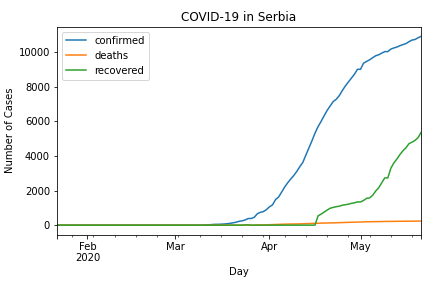 COVID-19 in Serbia
confirmed
deaths
recovered
Number of Cases
10000
8000
6000
4000
2000
0
Feb Mar Apr May
2020
Day